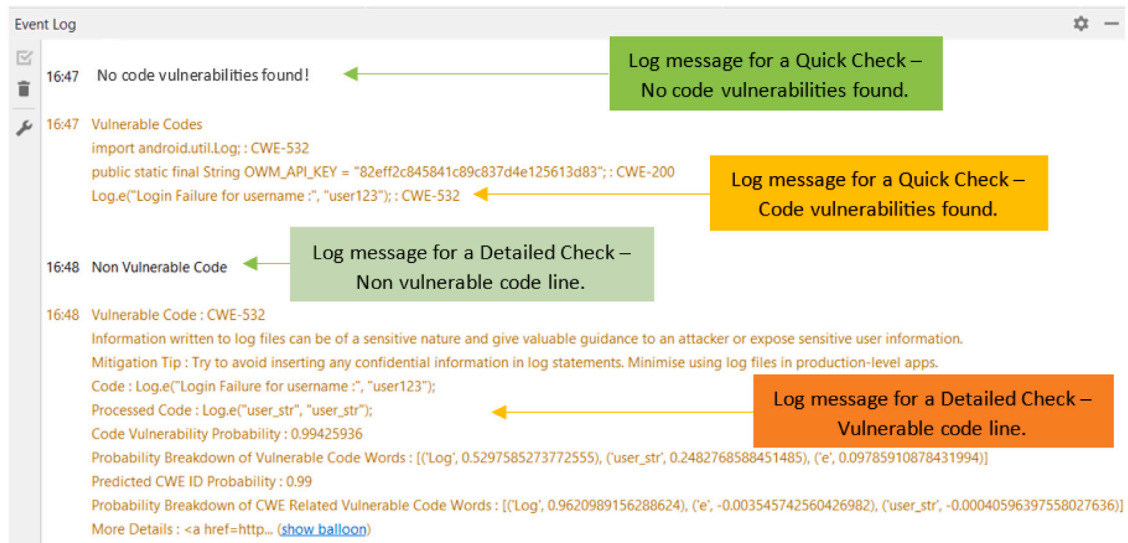 Event Log
16:47 No code vulnerabilities found!
Log message for a Quick Check –
No code vulnerabilities found.
16:47 Vulnerable Codes
import android.util.Log; : CWE-532
public static final String OWM_API_KEY = "82eff2c845841c89c837d4e125613d83"; : CWE-200
Log.e("Login Failure for username :", "user123"); : CWE-532
Log message for a Quick Check –
Code vulnerabilities found.
Log message for a Detailed Check –
Non vulnerable code line.
16:48 Non Vulnerable Code
16:48 Vulnerable Code : CWE-532
Information written to log files can be of a sensitive nature and give valuable guidance to an attacker or expose sensitive user information.
Mitigation Tip : Try to avoid inserting any confidential information in log statements. Minimise using log files in production-level apps.
Code : Log.e("Login Failure for username :", "user123");
Processed Code : Log.e("user_str", "user_str");
Log message for a Detailed Check –
Vulnerable code line.
Code Vulnerability Probability : 0.99425936
Probability Breakdown of Vulnerable Code Words : [('Log', 0.5297585273772555), ('user_str', 0.2482768588451485), ('e', 0.09785910878431994)]
Predicted CWE ID Probability : 0.99
Probability Breakdown of CWE Related Vulnerable Code Words : [('Log', 0.9620989156288624), ('e', -0.003545742560426982), ('user_str', -0.00040596397558027636)]
More Details : <a href=http... (show balloon)